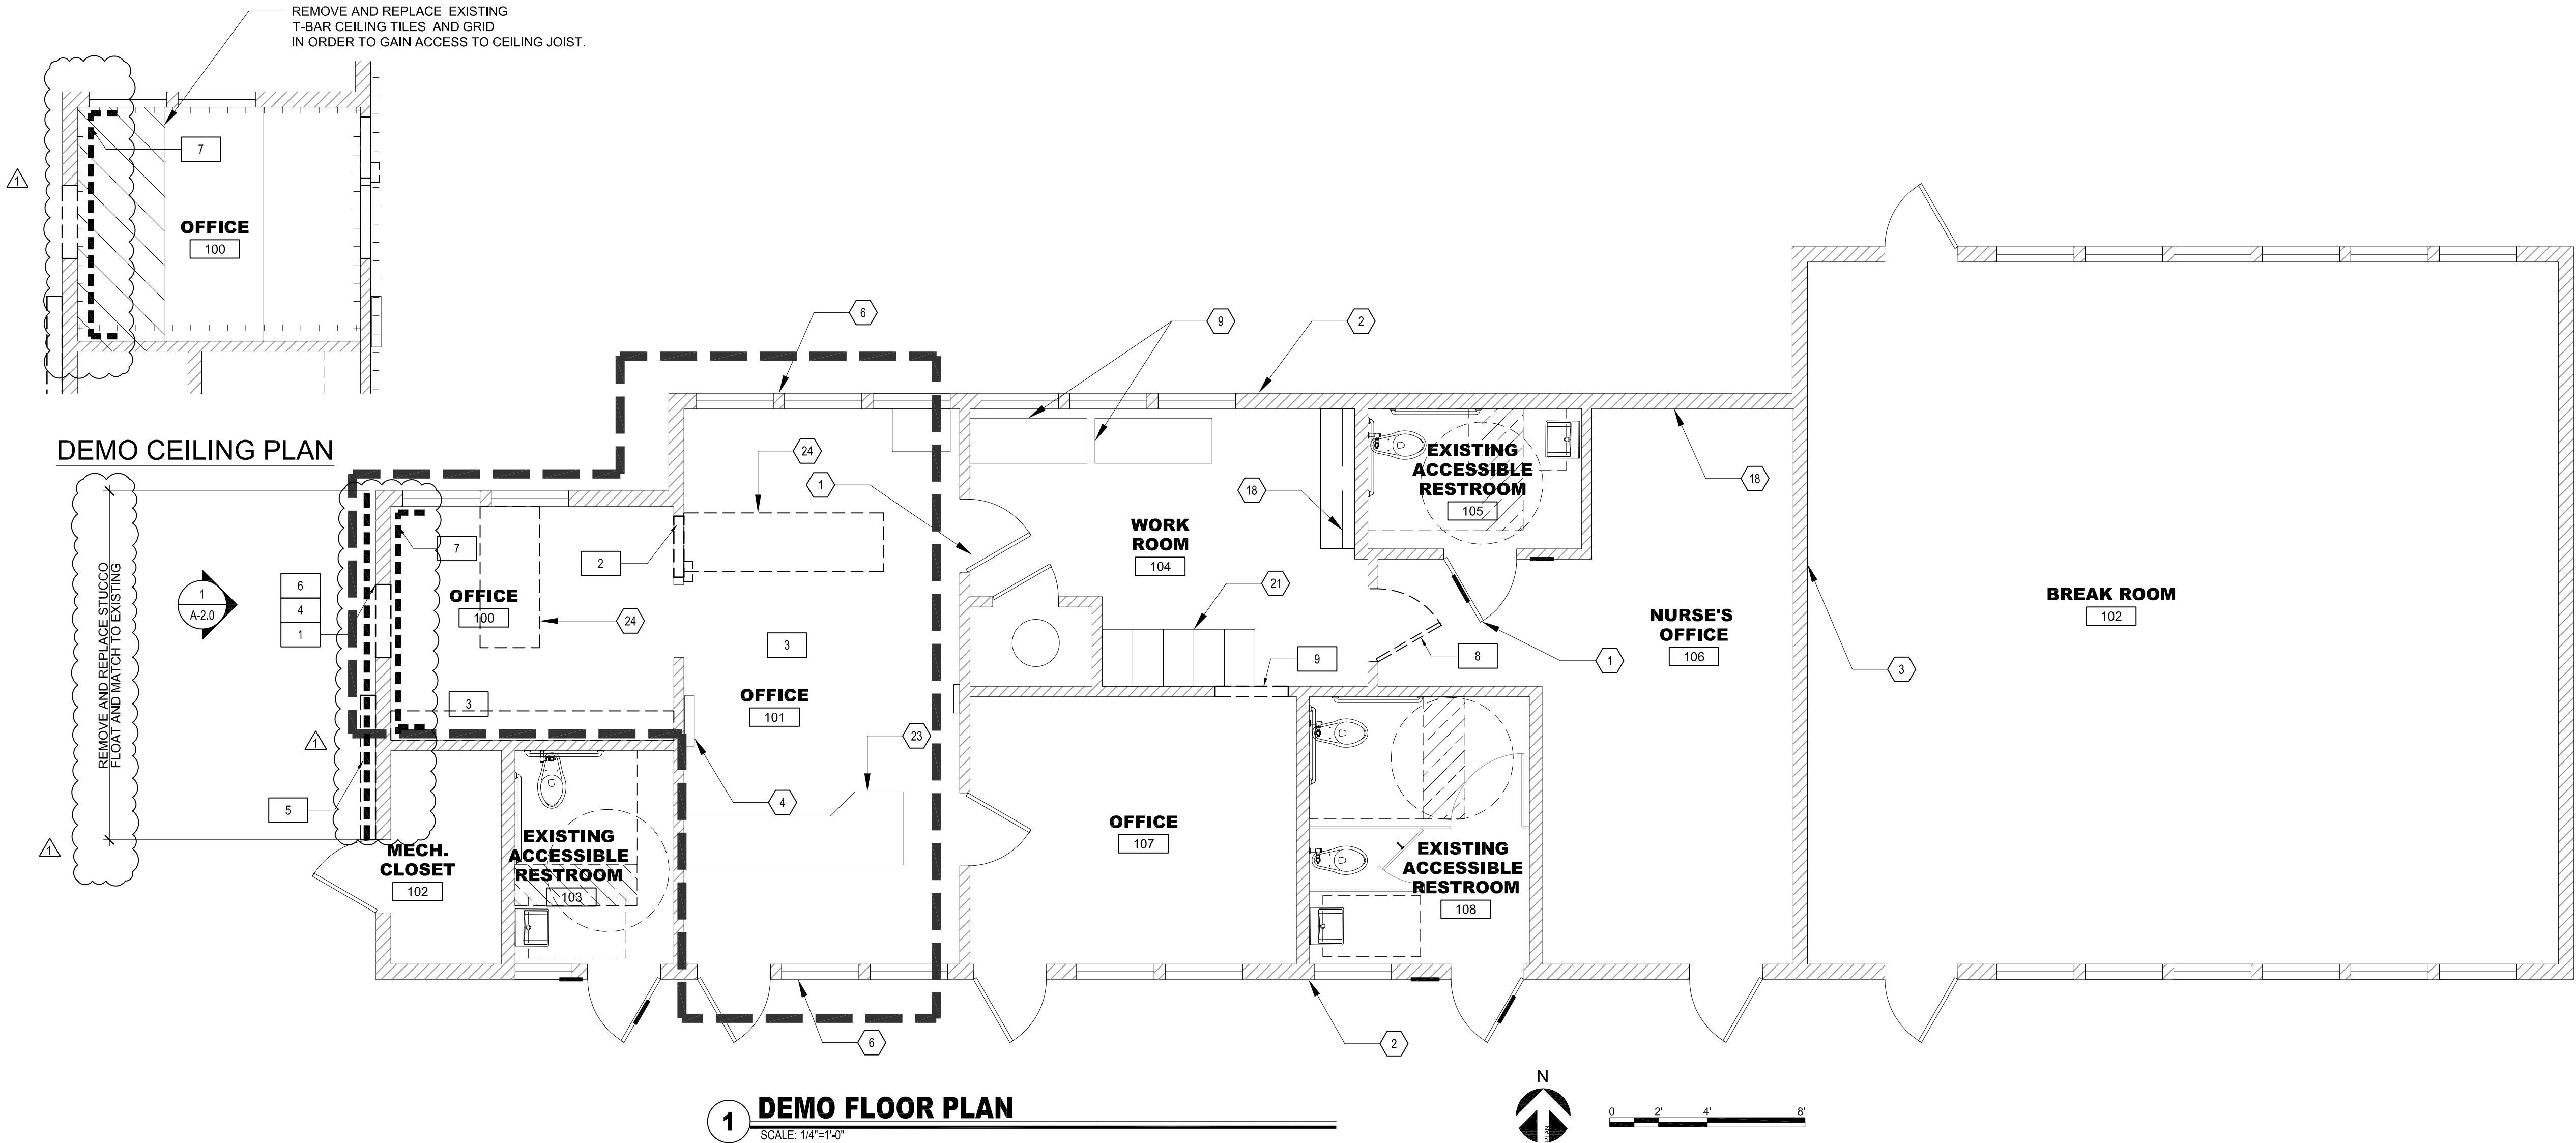 REMOVE AND REPLACE EXISTING
T-BAR CEILING TILES AND GRID
IN ORDER TO GAIN ACCESS TO CEILING JOIST.
7
1
OFFICE
100
DEMO CEILING PLAN
6
9
2
24
1
18
EXISTING
ACCESSIBLE
RESTROOM
105
18
REMOVE AND REPLACE STUCCO
FLOAT AND MATCH TO EXISTING
1
A-2.0
6
4
1
7
2
OFFICE
100
24
3
WORK
ROOM
104
21
9
8
1
NURSE'S
OFFICE
106
BREAK ROOM
102
3
3
OFFICE
101
1
5
4
23
1
MECH.
CLOSET
102
EXISTING
ACCESSIBLE
RESTROOM
103
OFFICE
107
EXISTING
ACCESSIBLE
RESTROOM
108
6
2
1
DEMO FLOOR PLAN
SCALE: 1/4"=1'-0"
N
PLAN
0 2' 4' 8'